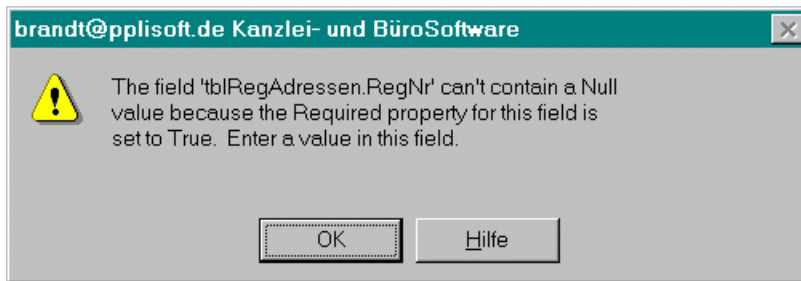 brandt@pplisoft.de Kanzlei- und BüroSoftware
The field 'tblRegAdressen.RegNr' can't contain a Null
value because the Required property for this field is
set to True.  Enter a value in this field.
OK
Hilfe